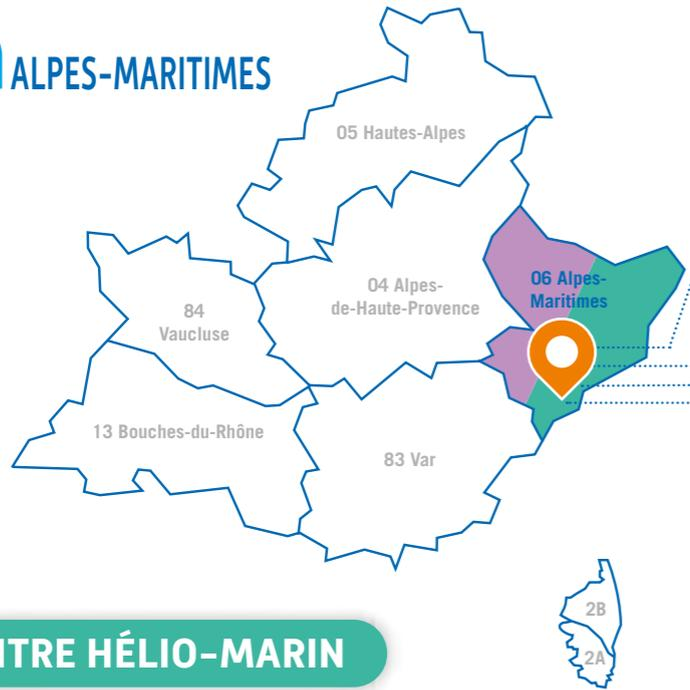 ALPES-MARITIMES
05 Hautes-Alpes
04 Alpes-
de-Haute-Provence
06 Alpes-
Maritimes
84
Vaucluse
13 Bouches-du-Rhône
83 Var
2B
2A
NTRE HÉLIO-MARIN